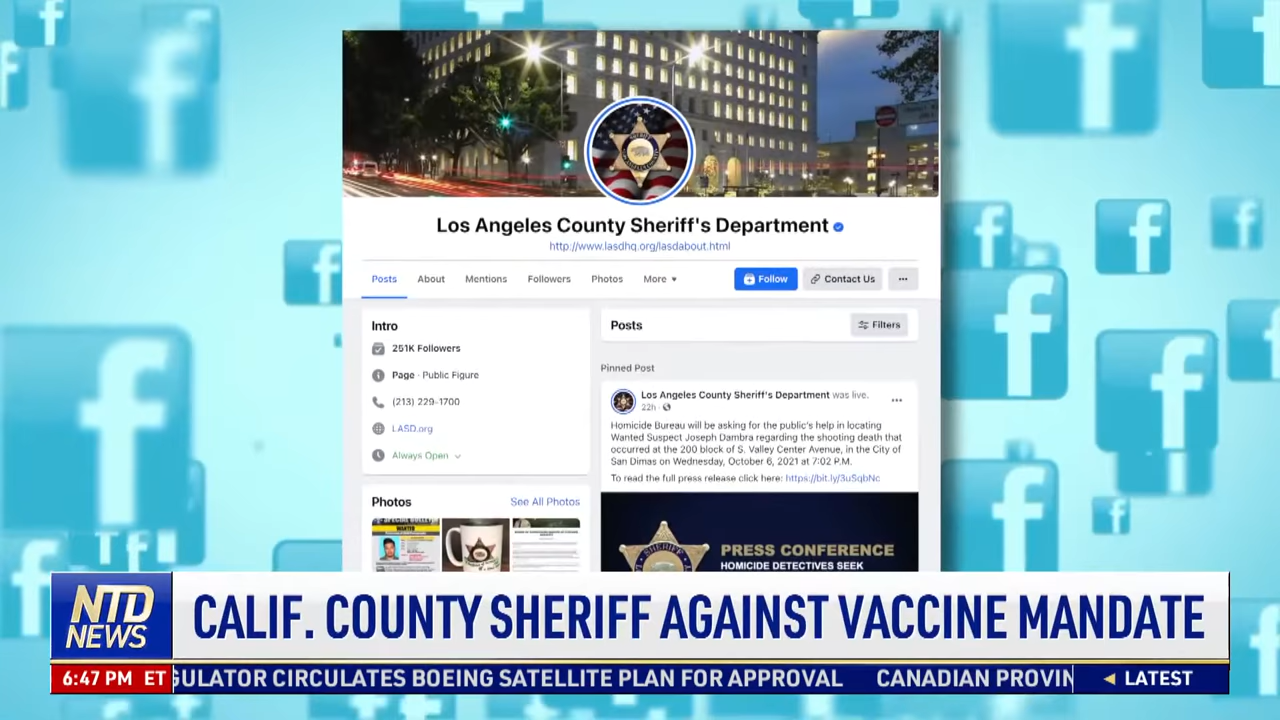 Los Angeles County Sheriff's Department
http://www.lasdhq.org/lasdabout.html
Posts About Mentions Followers Photos More
Follow Contact Us ...
Intro
251K Followers
Page · Public Figure
(213) 229-1700
LASD.org
Always Open
Photos See All Photos
WANTED
Posts Filters
Pinned Post
Los Angeles County Sheriff's Department was live.
22h ·
Homicide Bureau will be asking for the public's help in locating
Wanted Suspect Joseph Dambra regarding the shooting death that
occurred at the 200 block of S. Valley Center Avenue, in the City of
San Dimas on Wednesday, October 6, 2021 at 7:02 P.M.
To read the full press release click here: https://bit.ly/3uSqbNc
SHERIFF
PRESS CONFERENCE
HOMICIDE DETECTIVES SEEK
NTD
NEWS
CALIF. COUNTY SHERIFF AGAINST VACCINE MANDATE
6:47 PM ET GULATOR CIRCULATES BOEING SATELLITE PLAN FOR APPROVAL CANADIAN PROVIN LATEST